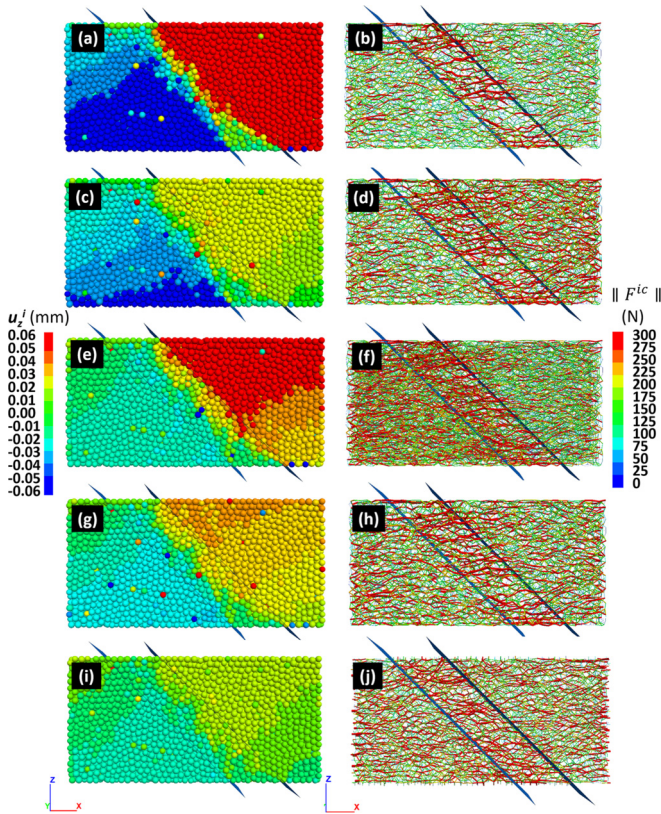 (a)
(b)
(c)
(d)
u_z^i (mm)
0.06
0.05
0.04
0.03
0.02
0.01
0.00
-0.01
-0.02
-0.03
-0.04
-0.05
-0.06
(e)
(f)
‖ F^ic ‖
(N)
300
275
250
225
200
175
150
125
100
75
50
25
0
(g)
(h)
(i)
(j)
Z
Y
X
Z
X